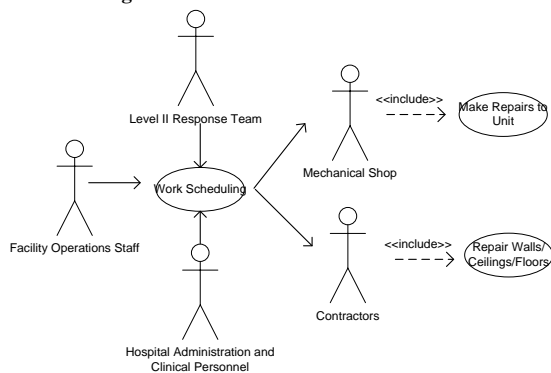 Level II Response Team
<<include>>
Make Repairs to
Unit
Mechanical Shop
Work Scheduling
Facility Operations Staff
<<include>>
Repair Walls/
Ceilings/Floors
Contractors
Hospital Administration and
Clinical Personnel